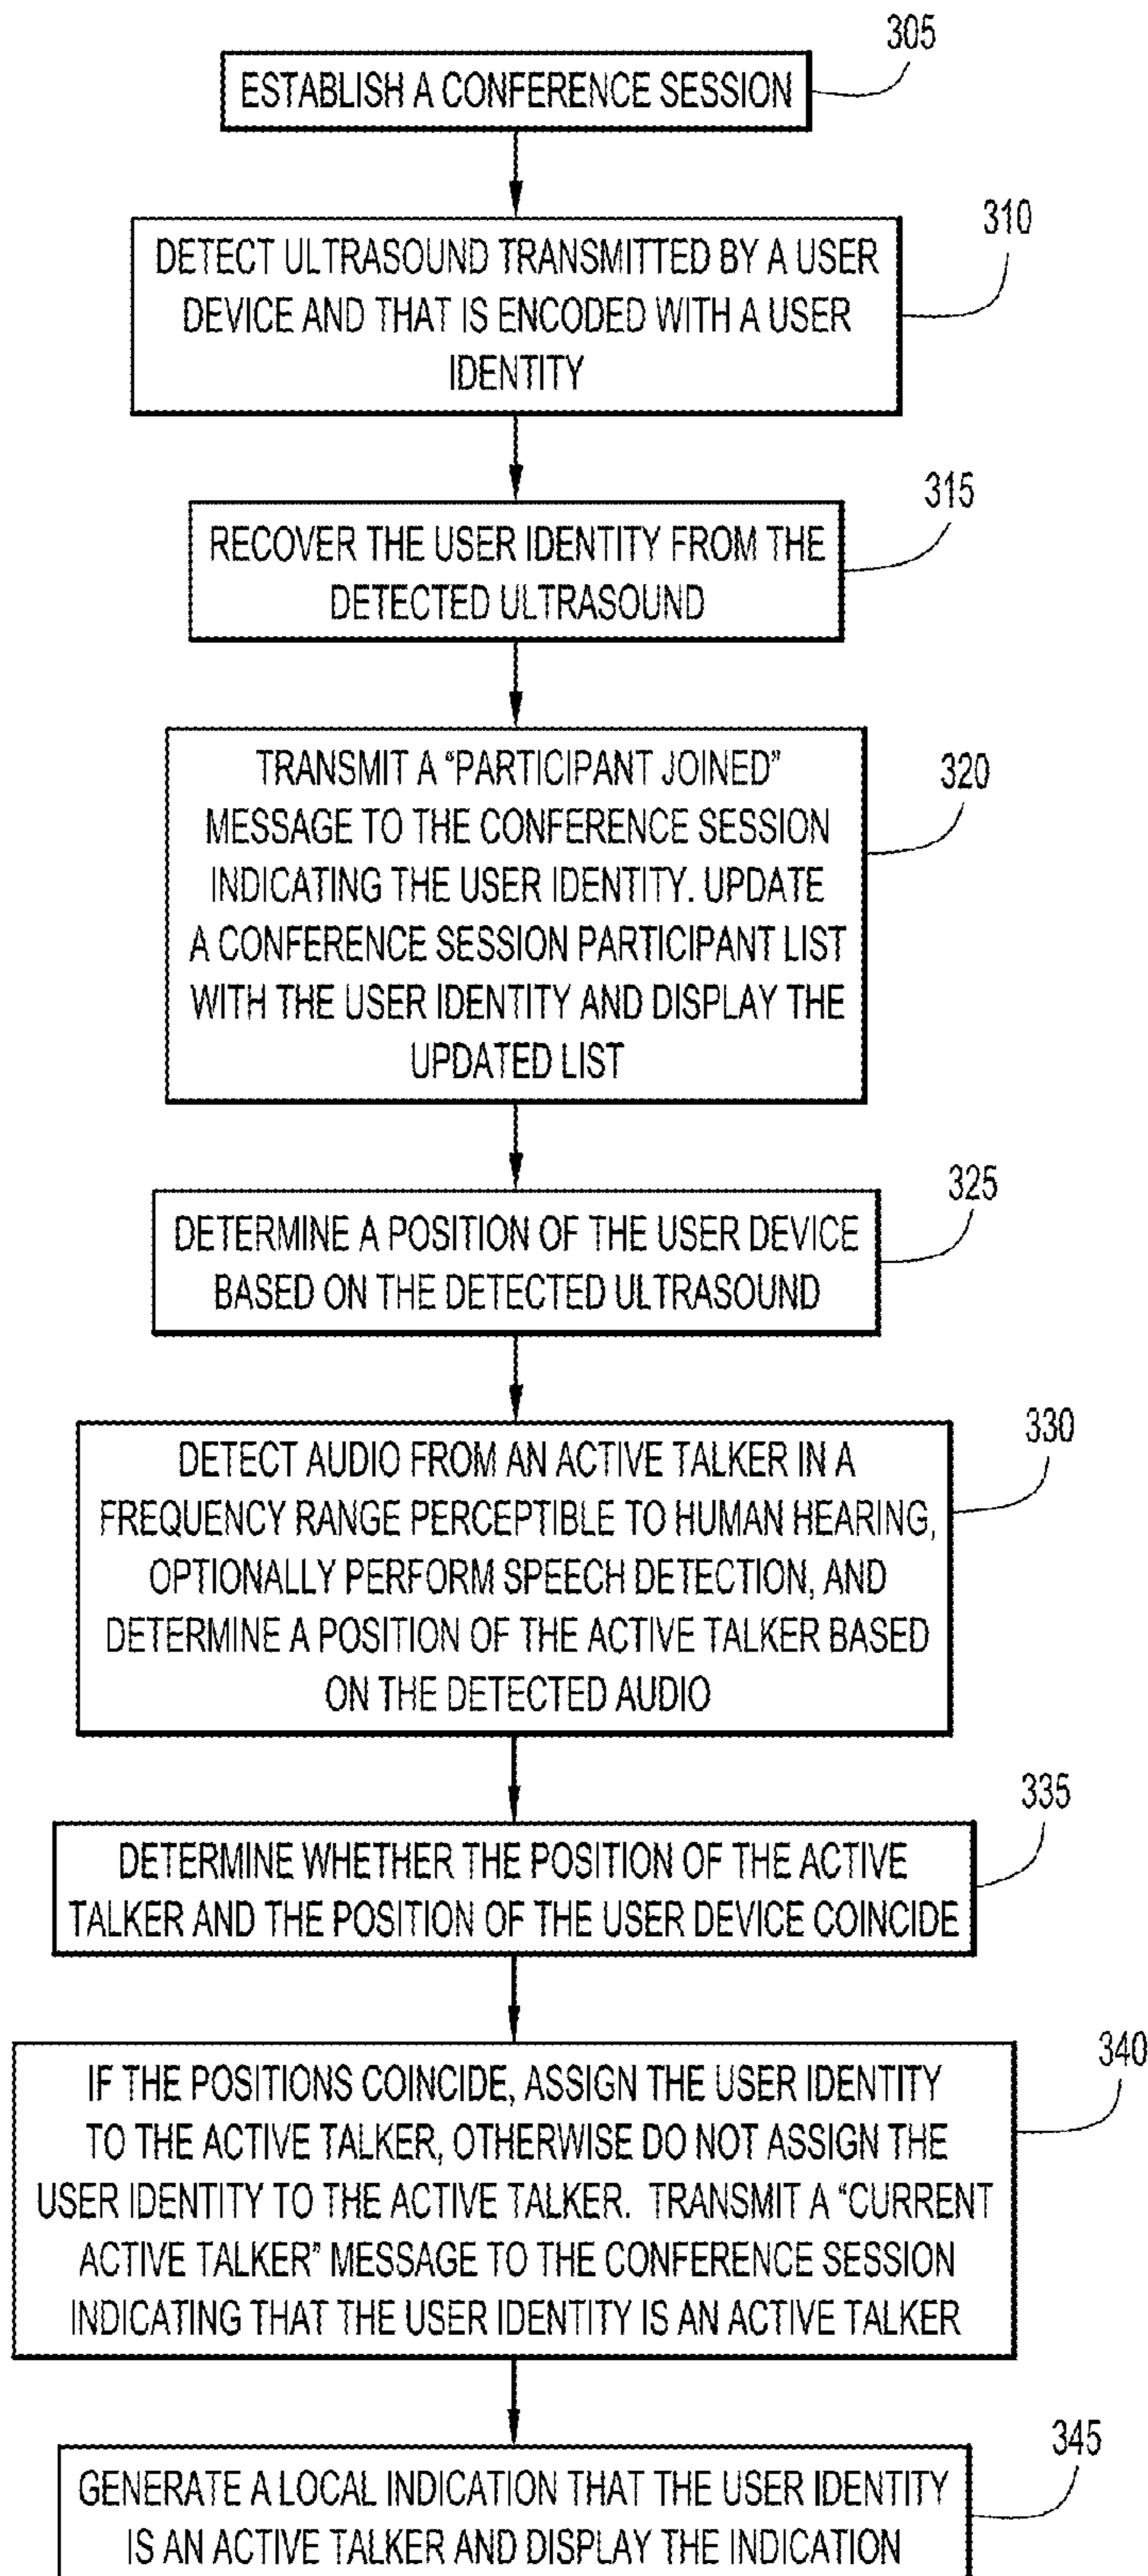 305
ESTABLISH A CONFERENCE SESSION
310
DETECT ULTRASOUND TRANSMITTED BY A USER
DEVICE AND THAT IS ENCODED WITH A USER
IDENTITY
315
RECOVER THE USER IDENTITY FROM THE
DETECTED ULTRASOUND
320
TRANSMIT A “PARTICIPANT JOINED”
MESSAGE TO THE CONFERENCE SESSION
INDICATING THE USER IDENTITY. UPDATE
A CONFERENCE SESSION PARTICIPANT LIST
WITH THE USER IDENTITY AND DISPLAY THE
UPDATED LIST
325
DETERMINE A POSITION OF THE USER DEVICE
BASED ON THE DETECTED ULTRASOUND
330
DETECT AUDIO FROM AN ACTIVE TALKER IN A
FREQUENCY RANGE PERCEPTIBLE TO HUMAN HEARING,
OPTIONALLY PERFORM SPEECH DETECTION, AND
DETERMINE A POSITION OF THE ACTIVE TALKER BASED
ON THE DETECTED AUDIO
335
DETERMINE WHETHER THE POSITION OF THE ACTIVE
TALKER AND THE POSITION OF THE USER DEVICE COINCIDE
340
IF THE POSITIONS COINCIDE, ASSIGN THE USER IDENTITY
TO THE ACTIVE TALKER, OTHERWISE DO NOT ASSIGN THE
USER IDENTITY TO THE ACTIVE TALKER. TRANSMIT A “CURRENT
ACTIVE TALKER” MESSAGE TO THE CONFERENCE SESSION
INDICATING THAT THE USER IDENTITY IS AN ACTIVE TALKER
345
GENERATE A LOCAL INDICATION THAT THE USER IDENTITY
IS AN ACTIVE TALKER AND DISPLAY THE INDICATION